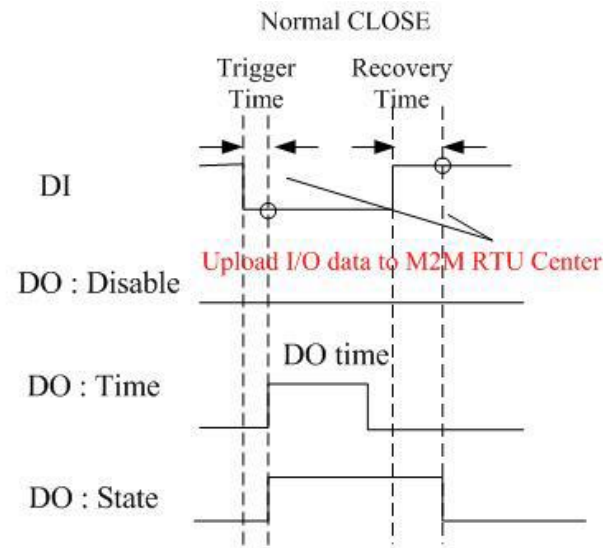 Normal CLOSE
Trigger Time
Recovery Time
DI
Upload I/O data to M2M RTU Center
DO : Disable
DO time
DO : Time
DO : State